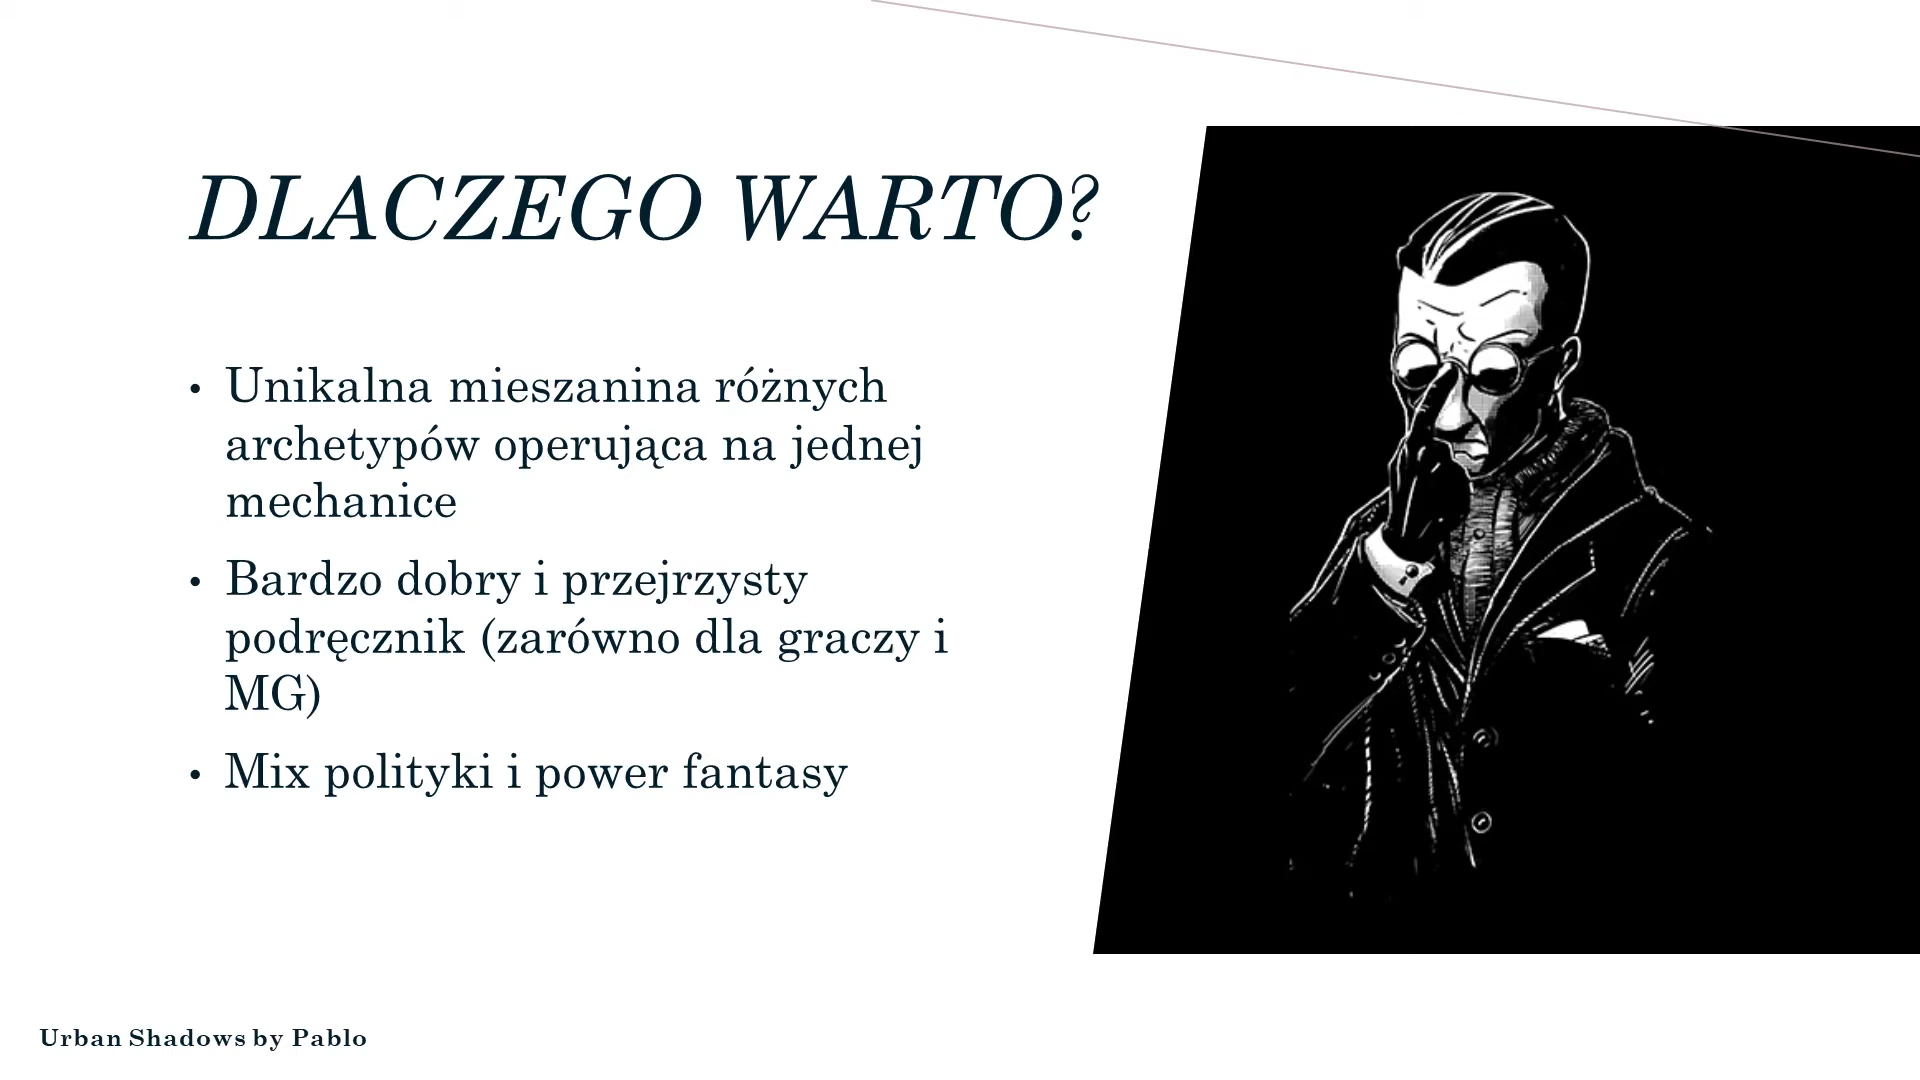 DLACZEGO WARTO?
• Unikalna mieszanina różnych
archetypów operująca na jednej
mechanice
• Bardzo dobry i przejrzysty
podręcznik (zarówno dla graczy i
MG)
• Mix polityki i power fantasy
Urban Shadows by Pablo